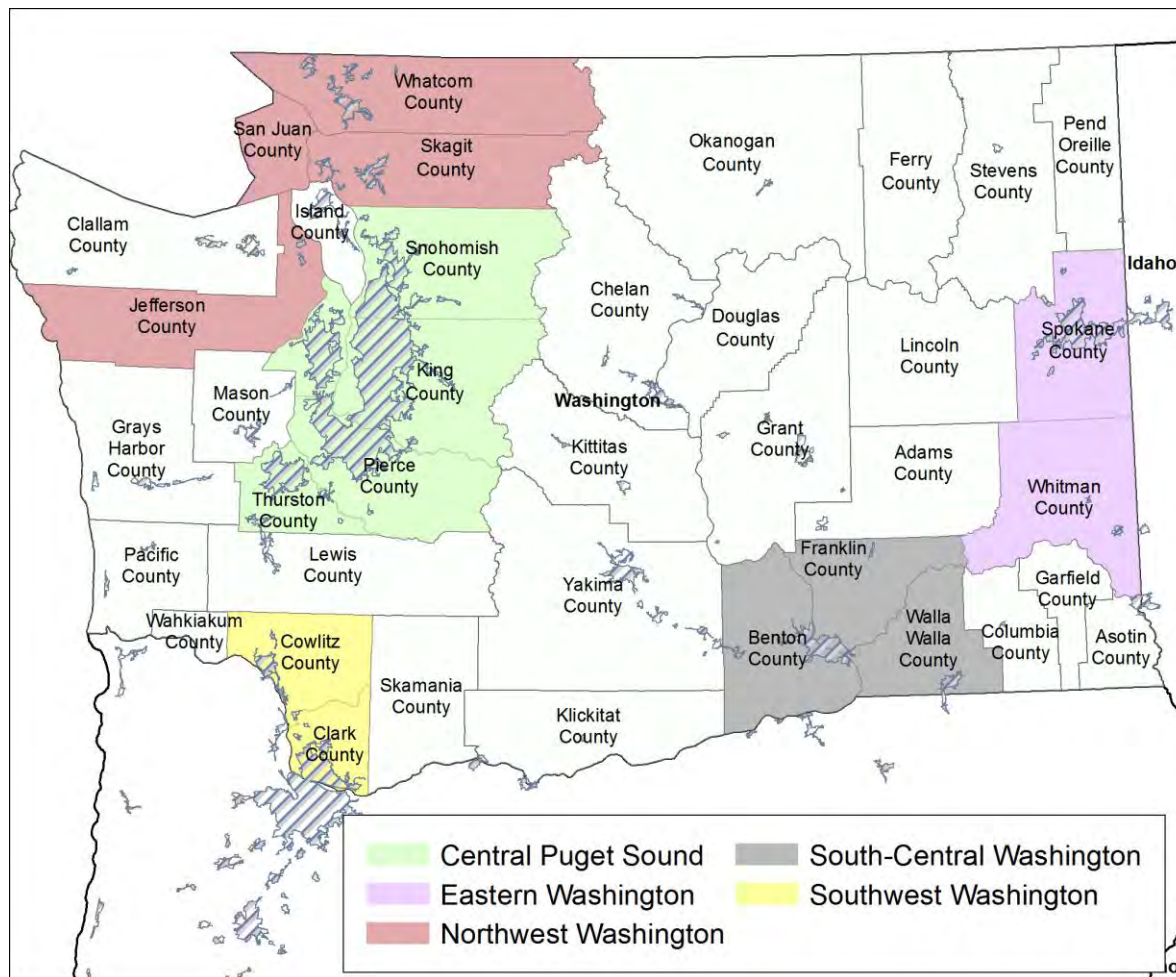 Whatcom
County
San Juan
County
Skagit
County
Okanogan
County
Ferry
County
Stevens
County
Pend
Oreille
County
Island
County
Clallam
County
Snohomish
County
Idaho
Jefferson
County
Chelan
County
Douglas
County
Spokane
County
Lincoln
County
King
County
Mason
County
Washington
Grant
County
Grays
Harbor
County
Kittitas
County
Adams
County
Pierce
County
Thurston
County
Whitman
County
Pacific
County
Lewis
County
Franklin
County
Yakima
County
Garfield
County
Wahkiakum
County
Cowlitz
County
Benton
County
Walla
Walla
County
Columbia
County
Asotin
County
Skamania
County
Klickitat
County
Clark
County
Central Puget Sound
Eastern Washington
Northwest Washington
South-Central Washington
Southwest Washington